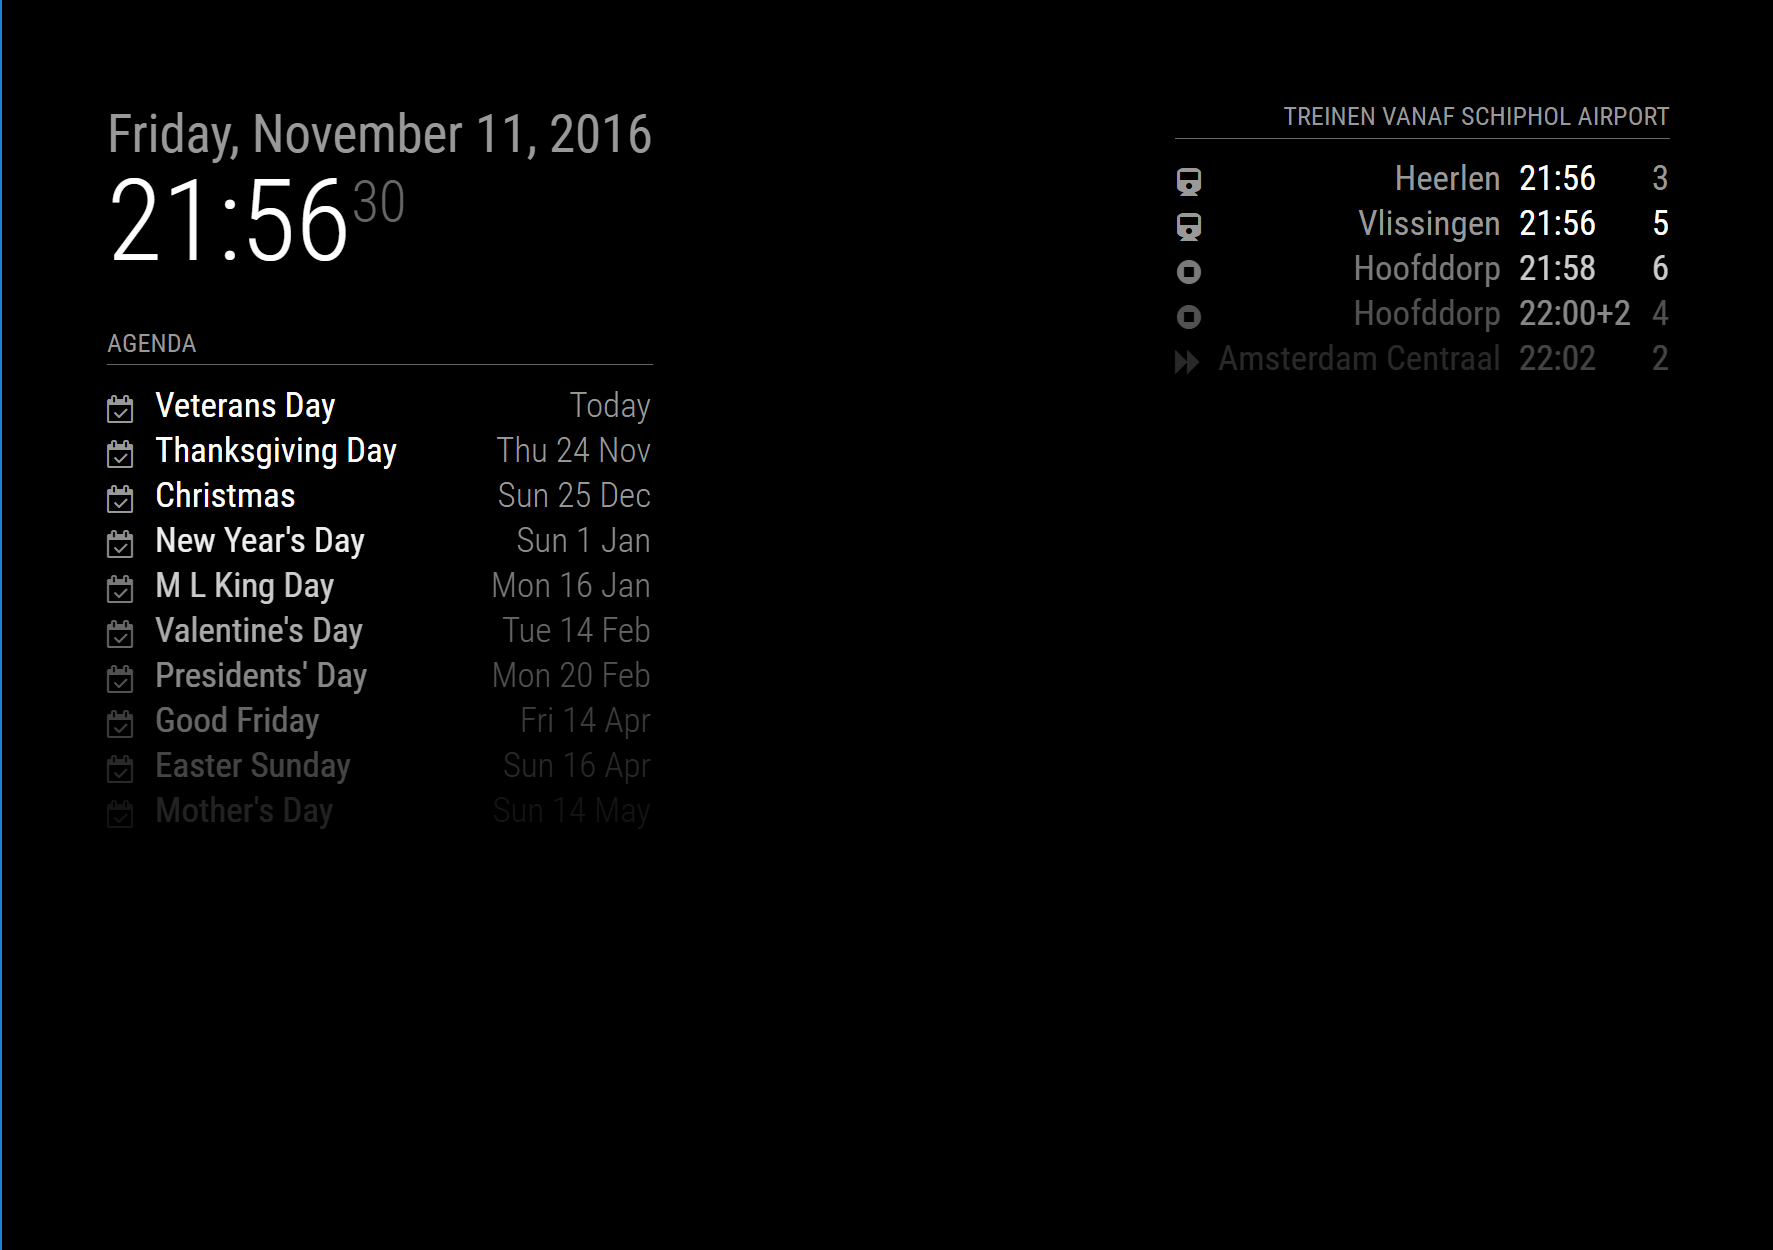 Friday, November 11, 2016
21:56 30
AGENDA
Veterans Day Today
Thanksgiving Day Thu 24 Nov
Christmas Sun 25 Dec
New Year's Day Sun 1 Jan
M L King Day Mon 16 Jan
Valentine's Day Tue 14 Feb
Presidents' Day Mon 20 Feb
Good Friday Fri 14 Apr
Easter Sunday Sun 16 Apr
Mother's Day Sun 14 May
TREINEN VANAF SCHIPHOL AIRPORT
Heerlen 21:56 3
Vlissingen 21:56 5
Hoofddorp 21:58 6
Hoofddorp 22:00+2 4
Amsterdam Centraal 22:02 2